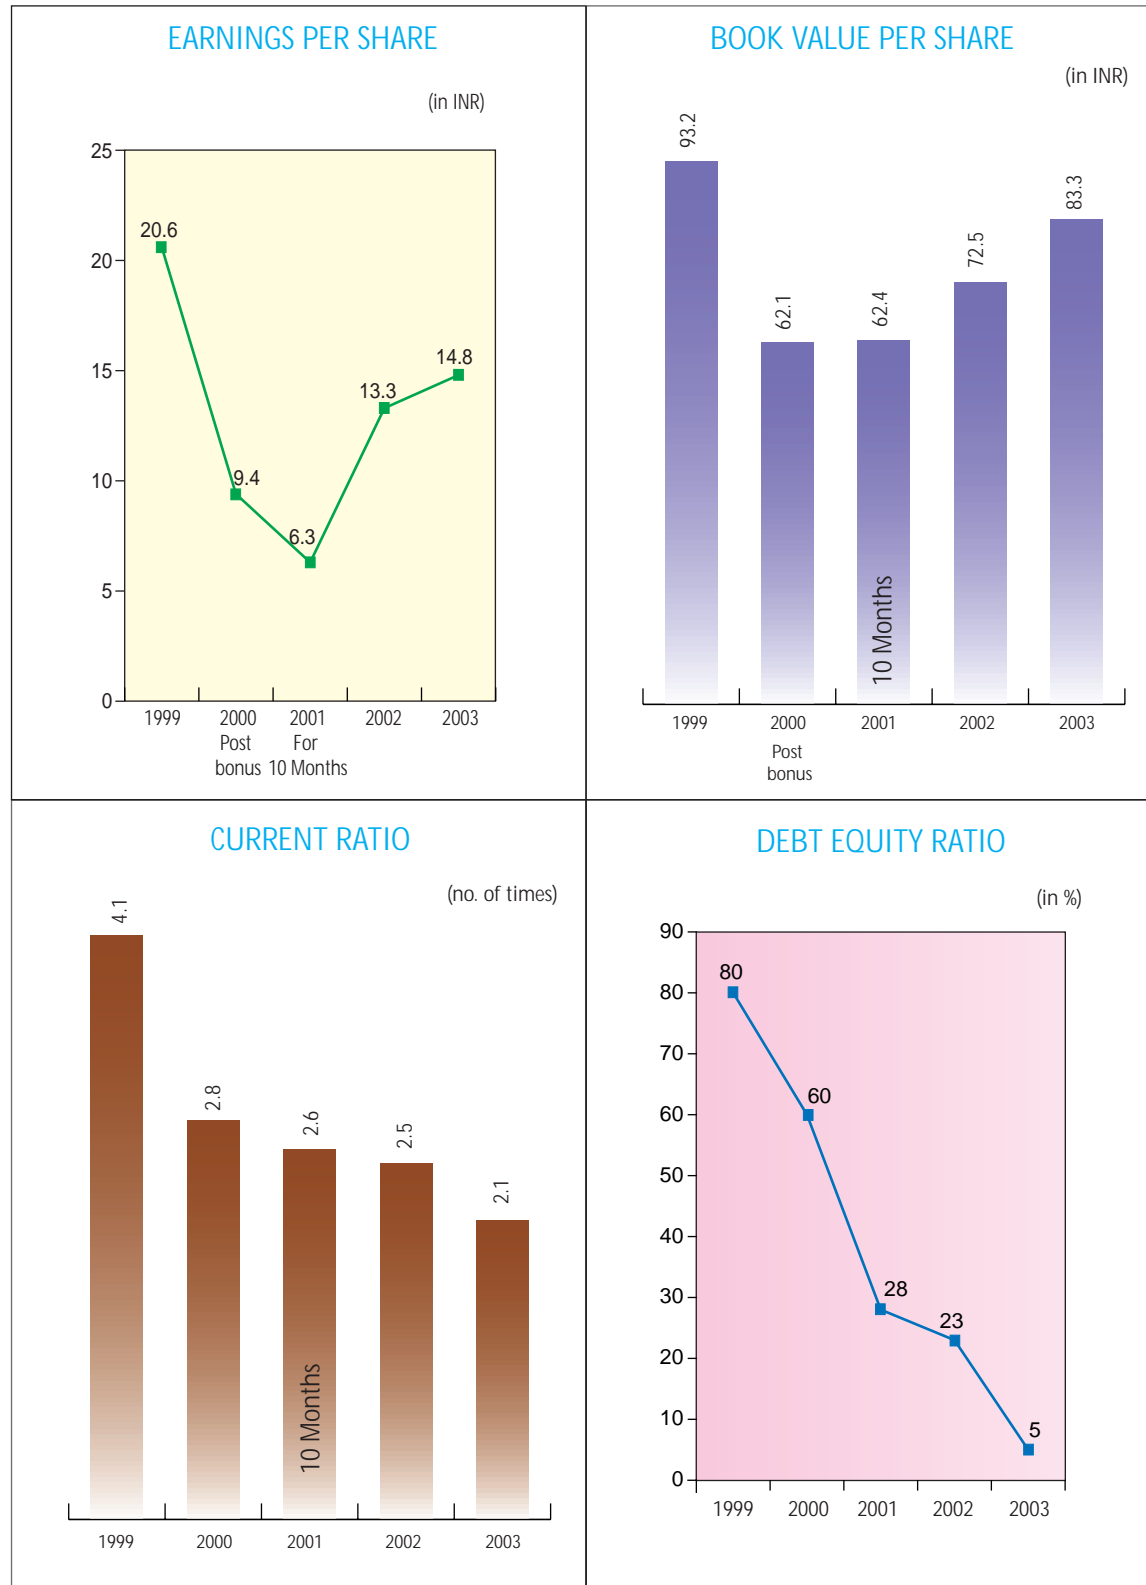 EARNINGS PER SHARE
(in INR)
25
20
15
10
5
0
20.6
9.4
6.3
13.3
14.8
1999 2000 2001 2002 2003
Post For
bonus 10 Months
BOOK VALUE PER SHARE
(in INR)
93.2
62.1
62.4
72.5
83.3
10 Months
1999 2000 2001 2002 2003
Post
bonus
CURRENT RATIO
(no. of times)
4.1
2.8
2.6
2.5
2.1
10 Months
1999 2000 2001 2002 2003
DEBT EQUITY RATIO
(in %)
90
80
70
60
50
40
30
20
10
0
80
60
28
23
5
1999 2000 2001 2002 2003